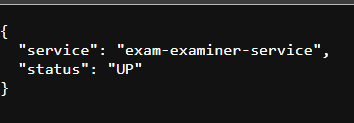 {
  "service": "exam-examiner-service",
  "status": "UP"
}